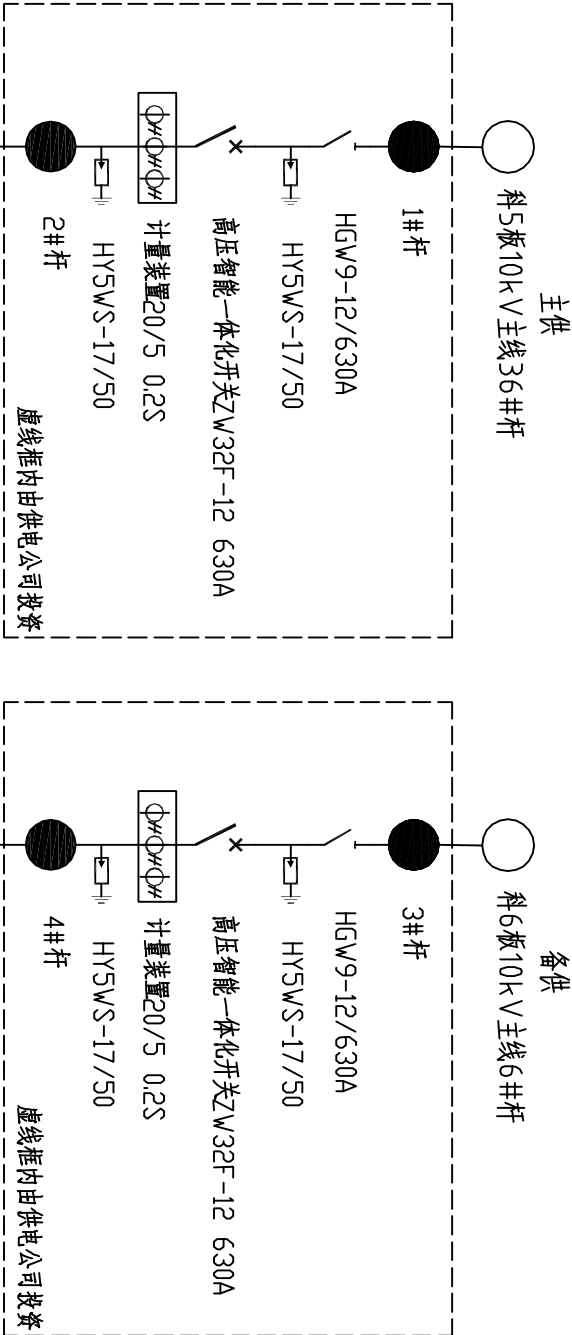 主供
科5板10kV主线36#杆
1#杆
HGW9-12/630A
HY5WS-17/50
高压智能一体化开关ZW32F-12 630A
计量装置20/5 0.2S
HY5WS-17/50
2#杆
虚线框内由供电公司投资
备供
科6板10kV主线6#杆
3#杆
HGW9-12/630A
HY5WS-17/50
高压智能一体化开关ZW32F-12 630A
计量装置20/5 0.2S
HY5WS-17/50
4#杆
虚线框内由供电公司投资